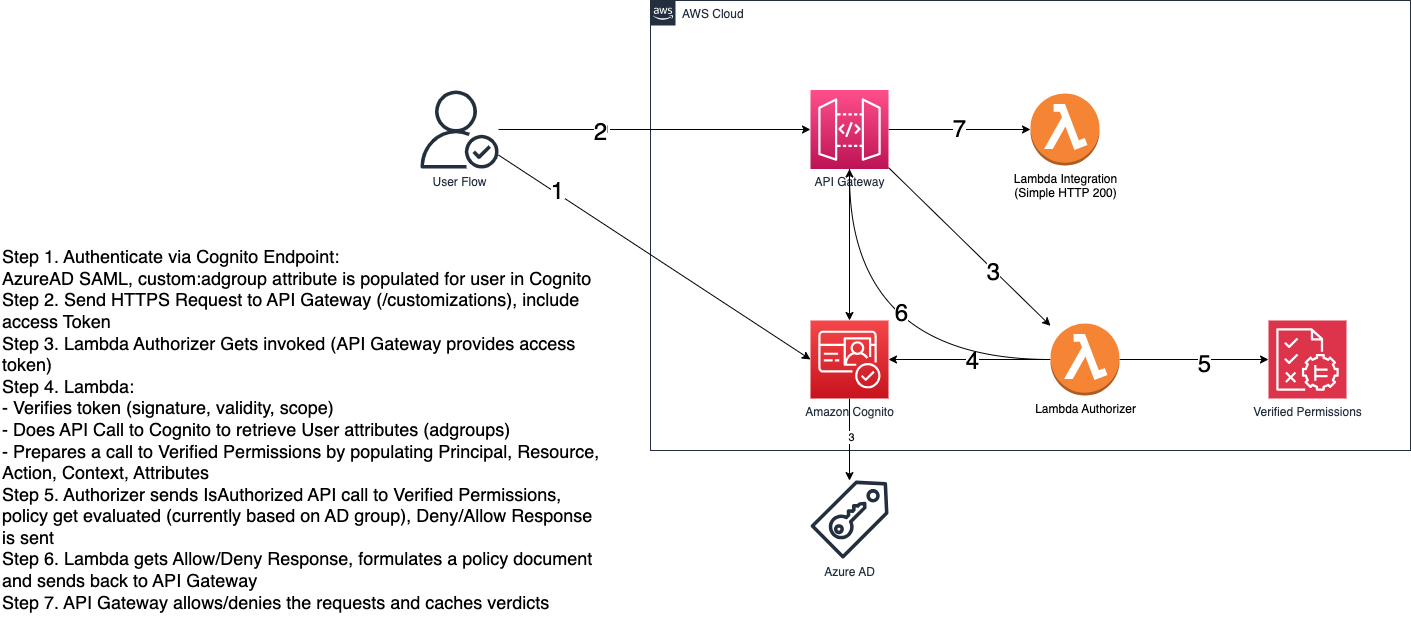 aws
AWS Cloud
2
7
User Flow
API Gateway
Lambda Integration
(Simple HTTP 200)
1
3
6
4
5
Amazon Cognito
Lambda Authorizer
Verified Permissions
3
Azure AD
Step 1. Authenticate via Cognito Endpoint:
AzureAD SAML, custom:adgroup attribute is populated for user in Cognito
Step 2. Send HTTPS Request to API Gateway (/customizations), include
access Token
Step 3. Lambda Authorizer Gets invoked (API Gateway provides access
token)
Step 4. Lambda:
- Verifies token (signature, validity, scope)
- Does API Call to Cognito to retrieve User attributes (adgroups)
- Prepares a call to Verified Permissions by populating Principal, Resource,
Action, Context, Attributes
Step 5. Authorizer sends IsAuthorized API call to Verified Permissions,
policy get evaluated (currently based on AD group), Deny/Allow Response
is sent
Step 6. Lambda gets Allow/Deny Response, formulates a policy document
and sends back to API Gateway
Step 7. API Gateway allows/denies the requests and caches verdicts